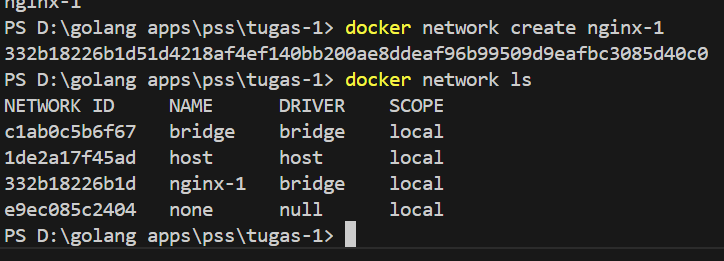 nginx-1
PS D:\golang apps\pss\tugas-1> docker network create nginx-1
332b18226b1d51d4218af4ef140bb200ae8ddeaf96b99509d9eafbc3085d40c0
PS D:\golang apps\pss\tugas-1> docker network ls
NETWORK ID     NAME      DRIVER    SCOPE
c1ab0c5b6f67   bridge    bridge    local
1de2a17f45ad   host      host      local
332b18226b1d   nginx-1   bridge    local
e9ec085c2404   none      null      local
PS D:\golang apps\pss\tugas-1>